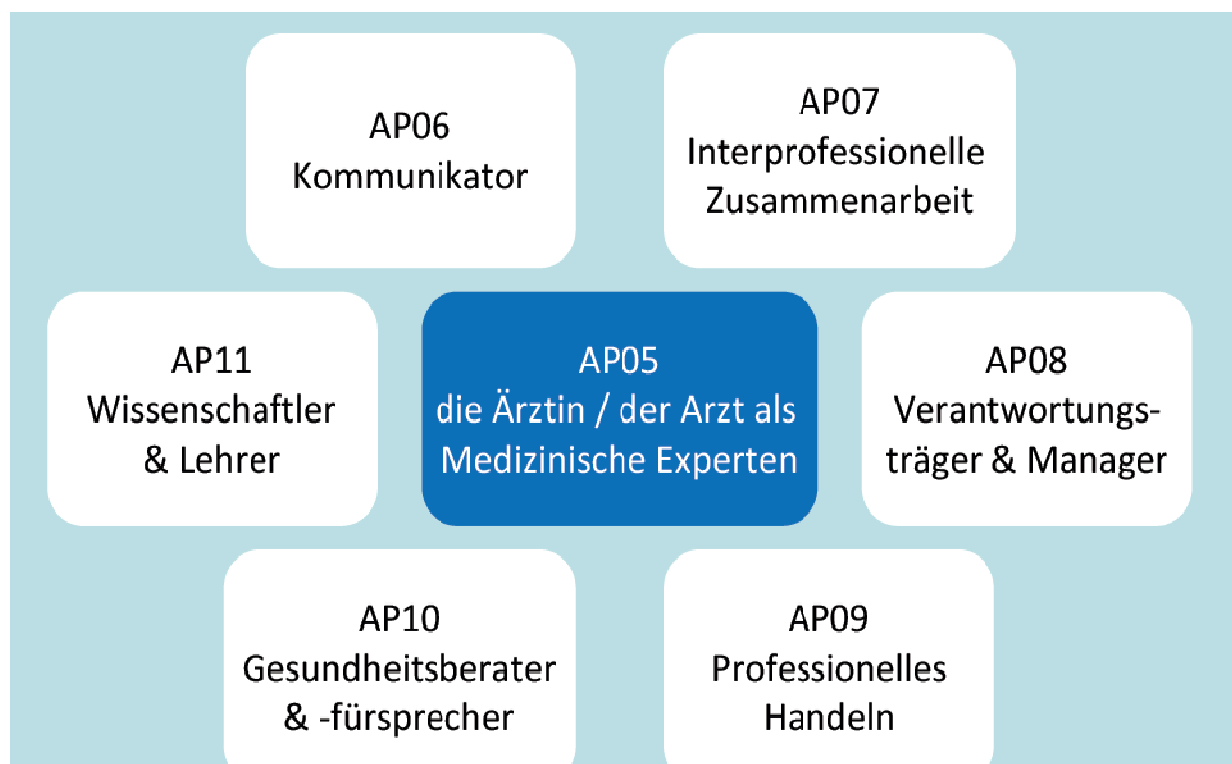 AP06
Kommunikator
AP07
Interprofessionelle
Zusammenarbeit
AP11
Wissenschaftler
& Lehrer
AP05
die Ärztin / der Arzt als
Medizinische Experten
AP08
Verantwortungs-
träger & Manager
AP10
Gesundheitsberater
& -fürsprecher
AP09
Professionelles
Handeln